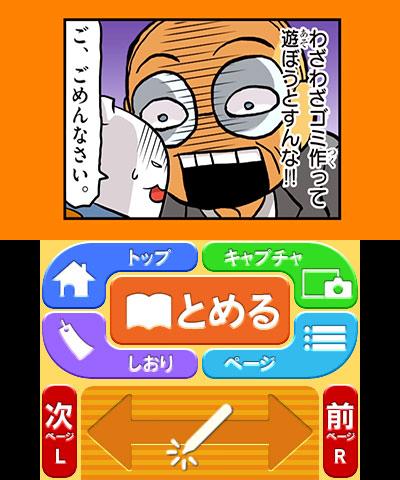 わざわざゴミ作って
遊ぼうとすんな!!
ご、ごめんなさい。
トップ
キャプチャ
とめる
しおり
ページ
次
ページ
L
前
ページ
R